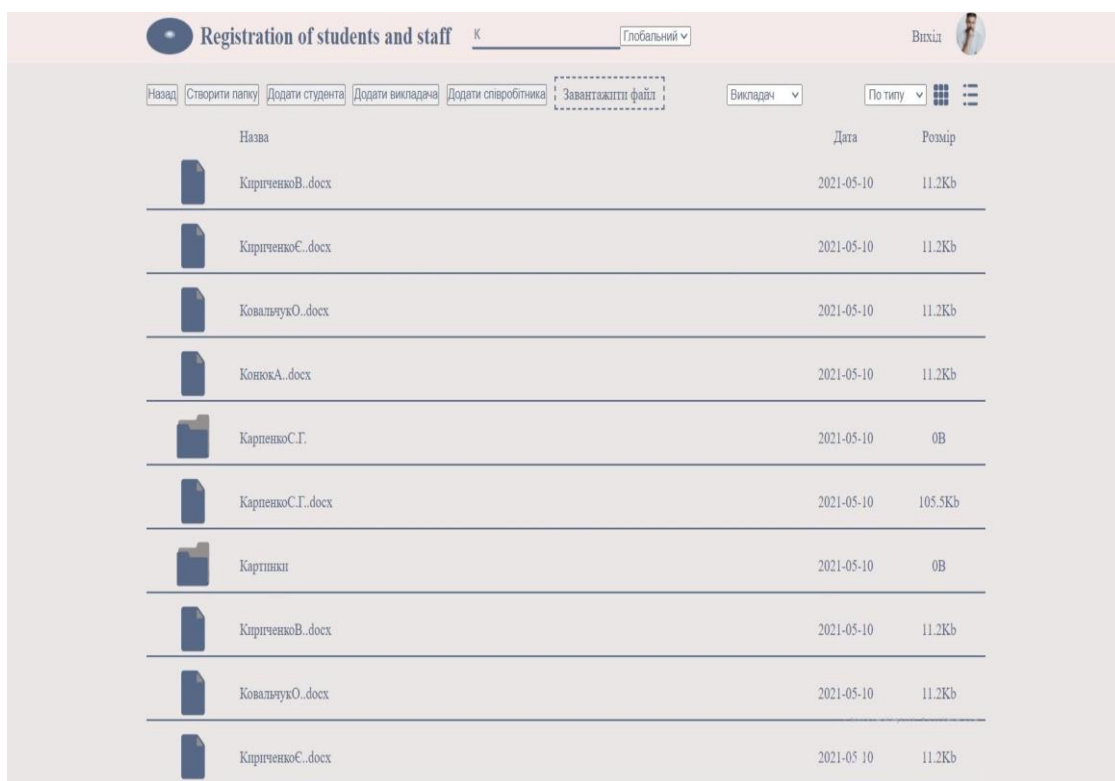 Registration of students and staff К Глобальний Вихід
Назад Створити папку Додати студента Додати викладача Додати співробітника Завантажити файл Викладач По типу
Назва Дата Розмір
КириченкоВ..docx 2021-05-10 11.2Kb
КириченкоЄ..docx 2021-05-10 11.2Kb
КовальчукО..docx 2021-05-10 11.2Kb
КонюкА..docx 2021-05-10 11.2Kb
КарпенкоС.Г. 2021-05-10 0B
КарпенкоС.Г..docx 2021-05-10 105.5Kb
Картинки 2021-05-10 0B
КириченкоВ..docx 2021-05-10 11.2Kb
КовальчукО..docx 2021-05-10 11.2Kb
КириченкоЄ..docx 2021-05-10 11.2Kb